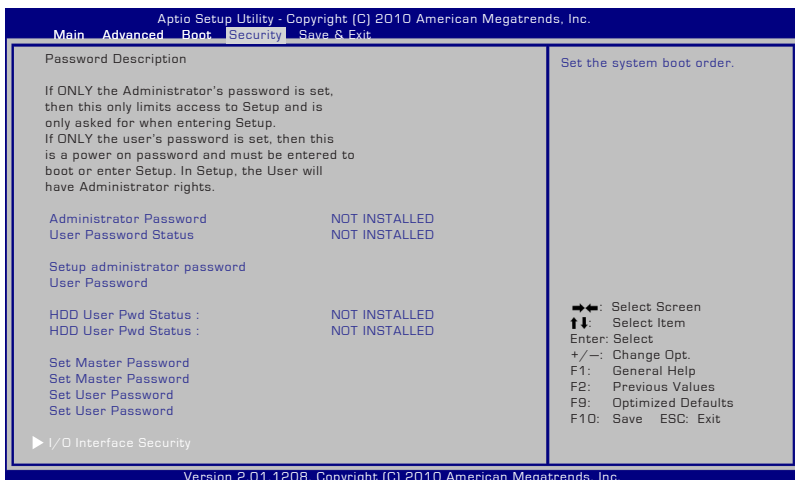 Aptio Setup Utility - Copyright (C) 2010 American Megatrends, Inc.
Main Advanced Boot Security Save & Exit
Password Description
If ONLY the Administrator's password is set,
then this only limits access to Setup and is
only asked for when entering Setup.
If ONLY the user's password is set, then this
is a power on password and must be entered to
boot or enter Setup. In Setup, the User will
have Administrator rights.
Administrator Password NOT INSTALLED
User Password Status NOT INSTALLED
Setup administrator password
User Password
HDD User Pwd Status : NOT INSTALLED
HDD User Pwd Status : NOT INSTALLED
Set Master Password
Set Master Password
Set User Password
Set User Password
I/O Interface Security
Set the system boot order.
→←: Select Screen
↑↓: Select Item
Enter: Select
+/—: Change Opt.
F1: General Help
F2: Previous Values
F9: Optimized Defaults
F10: Save ESC: Exit
Version 2.01.1208. Copyright (C) 2010 American Megatrends, Inc.